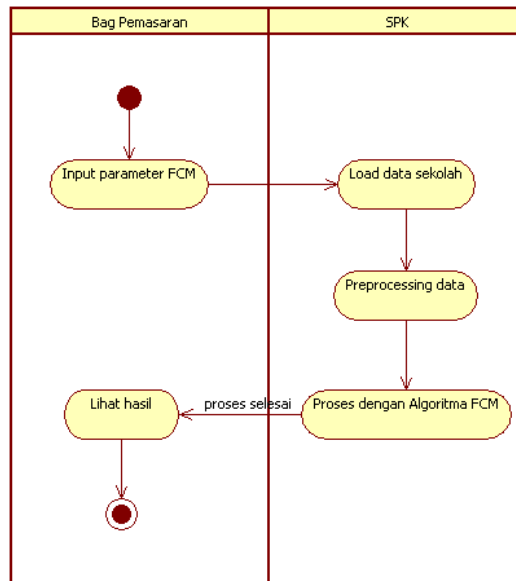 Bag Pemasaran
SPK
Input parameter FCM
Load data sekolah
Preprocessing data
Lihat hasil
proses selesai
Proses dengan Algoritma FCM